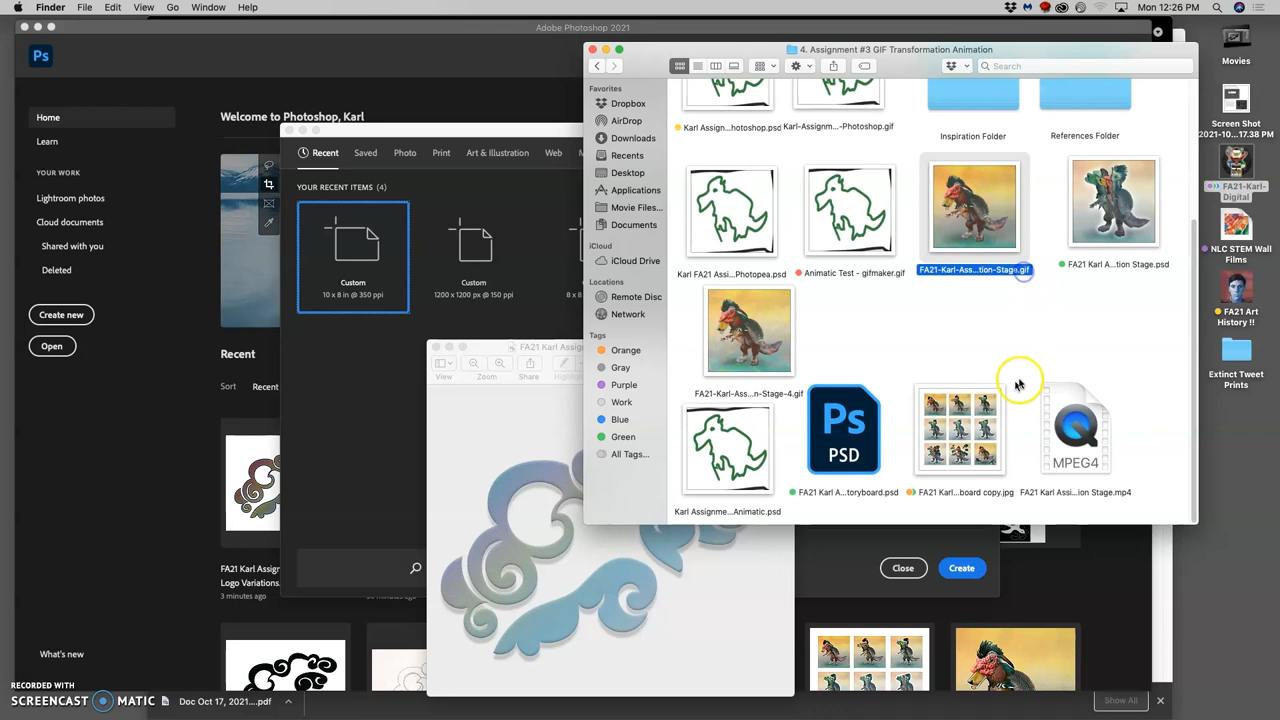 Finder File Edit View Go Window Help
Mon 12:26 PM
Adobe Photoshop 2021
Ps
Home
Learn
YOUR WORK
Lightroom photos
Cloud documents
Shared with you
Deleted
Create new
Open
What's new
Welcome to Photoshop, Karl
Recent
Sort Recent
FA21 Karl Assig
Logo Variations.
3 minutes ago
Recent Saved Photo Print Art & Illustration Web
YOUR RECENT ITEMS (4)
Custom
10 x 8 in @ 350 ppi
Custom
1200 x 1200 px @ 150 ppi
Close
Create
FA21 Karl Assig
View Zoom Share
4. Assignment #3 GIF Transformation Animation
Search
Favorites
Dropbox
AirDrop
Downloads
Recents
Desktop
Applications
Movie Files...
Documents
iCloud
iCloud Drive
Locations
Remote Disc
Network
Tags
Orange
Gray
Purple
Work
Blue
Green
All Tags...
Karl Assign...hotoshop.psd
Karl-Assignm...-Photoshop.gif
Inspiration Folder
References Folder
Karl FA21 Assi...Photopea.psd
Animatic Test - gifmaker.gif
FA21-Karl-Ass...tion-Stage.gif
FA21 Karl A...tion Stage.psd
FA21-Karl-Ass...n-Stage-4.gif
Ps
PSD
MPEG4
FA21 Karl A...toryboard.psd
FA21 Karl...board copy.jpg
FA21 Karl Assi...ion Stage.mp4
Karl Assignme...Animatic.psd
Movies
Screen Shot
2021-10...17.38 PM
FA21-Karl-
Digital
NLC STEM Wall
Films
FA21 Art
History !!
Extinct Tweet
Prints
RECORDED WITH
SCREENCAST MATIC
Doc Oct 17, 2021....pdf
Show All